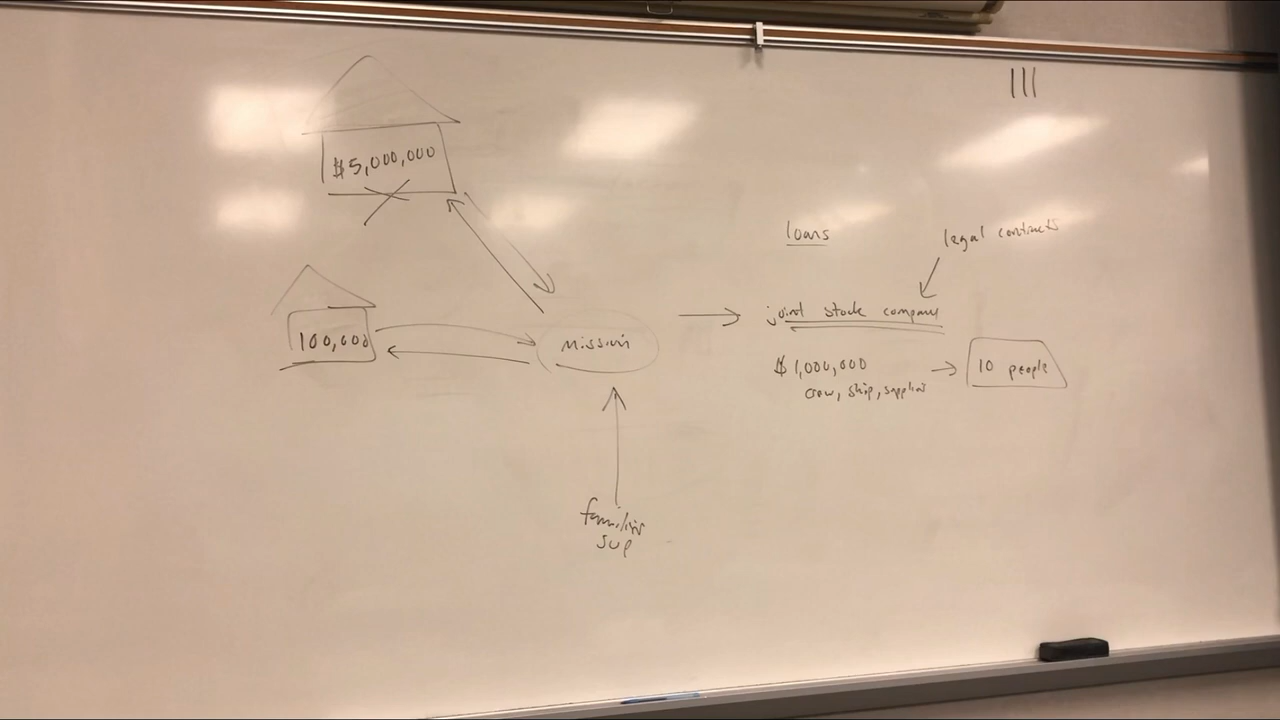 |||
$5,000,000
loans
legal contracts
joint stock company
100,000
mission
$1,000,000
10 people
crew, ship, supplies
families
sup